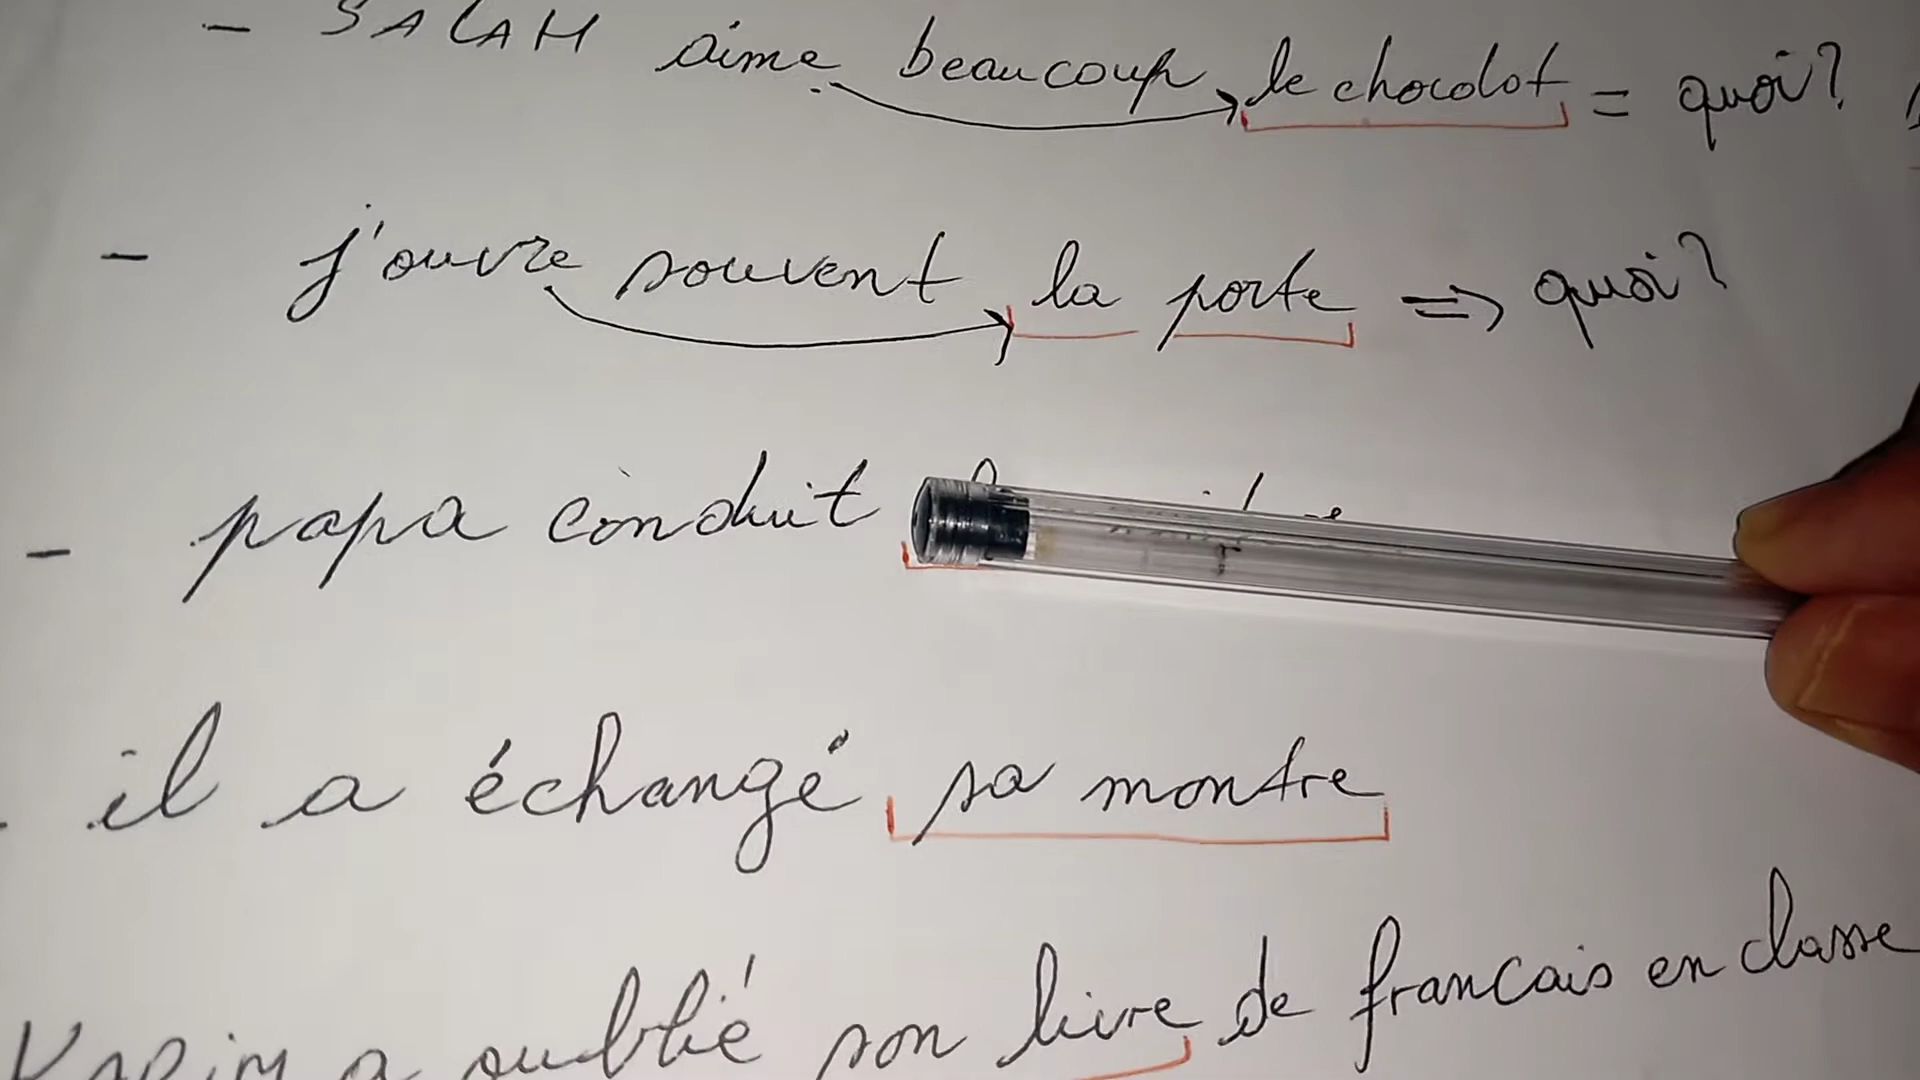 - SALAH aime beaucoup le chocolat = quoi?
- j'ouvre souvent la porte => quoi?
- papa conduit
. il a échangé sa montre
Karim a oublié son livre de francais en classe